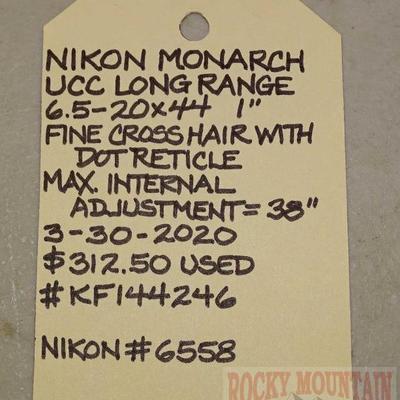 NIKON MONARCH
UCC LONG RANGE
6.5-20x44 1"
FINE CROSS HAIR WITH
DOT RETICLE
MAX. INTERNAL
ADJUSTMENT = 38"
3-30-2020
$312.50 USED
#KF144246
NIKON # 6558
ROCKY MOUNTAIN